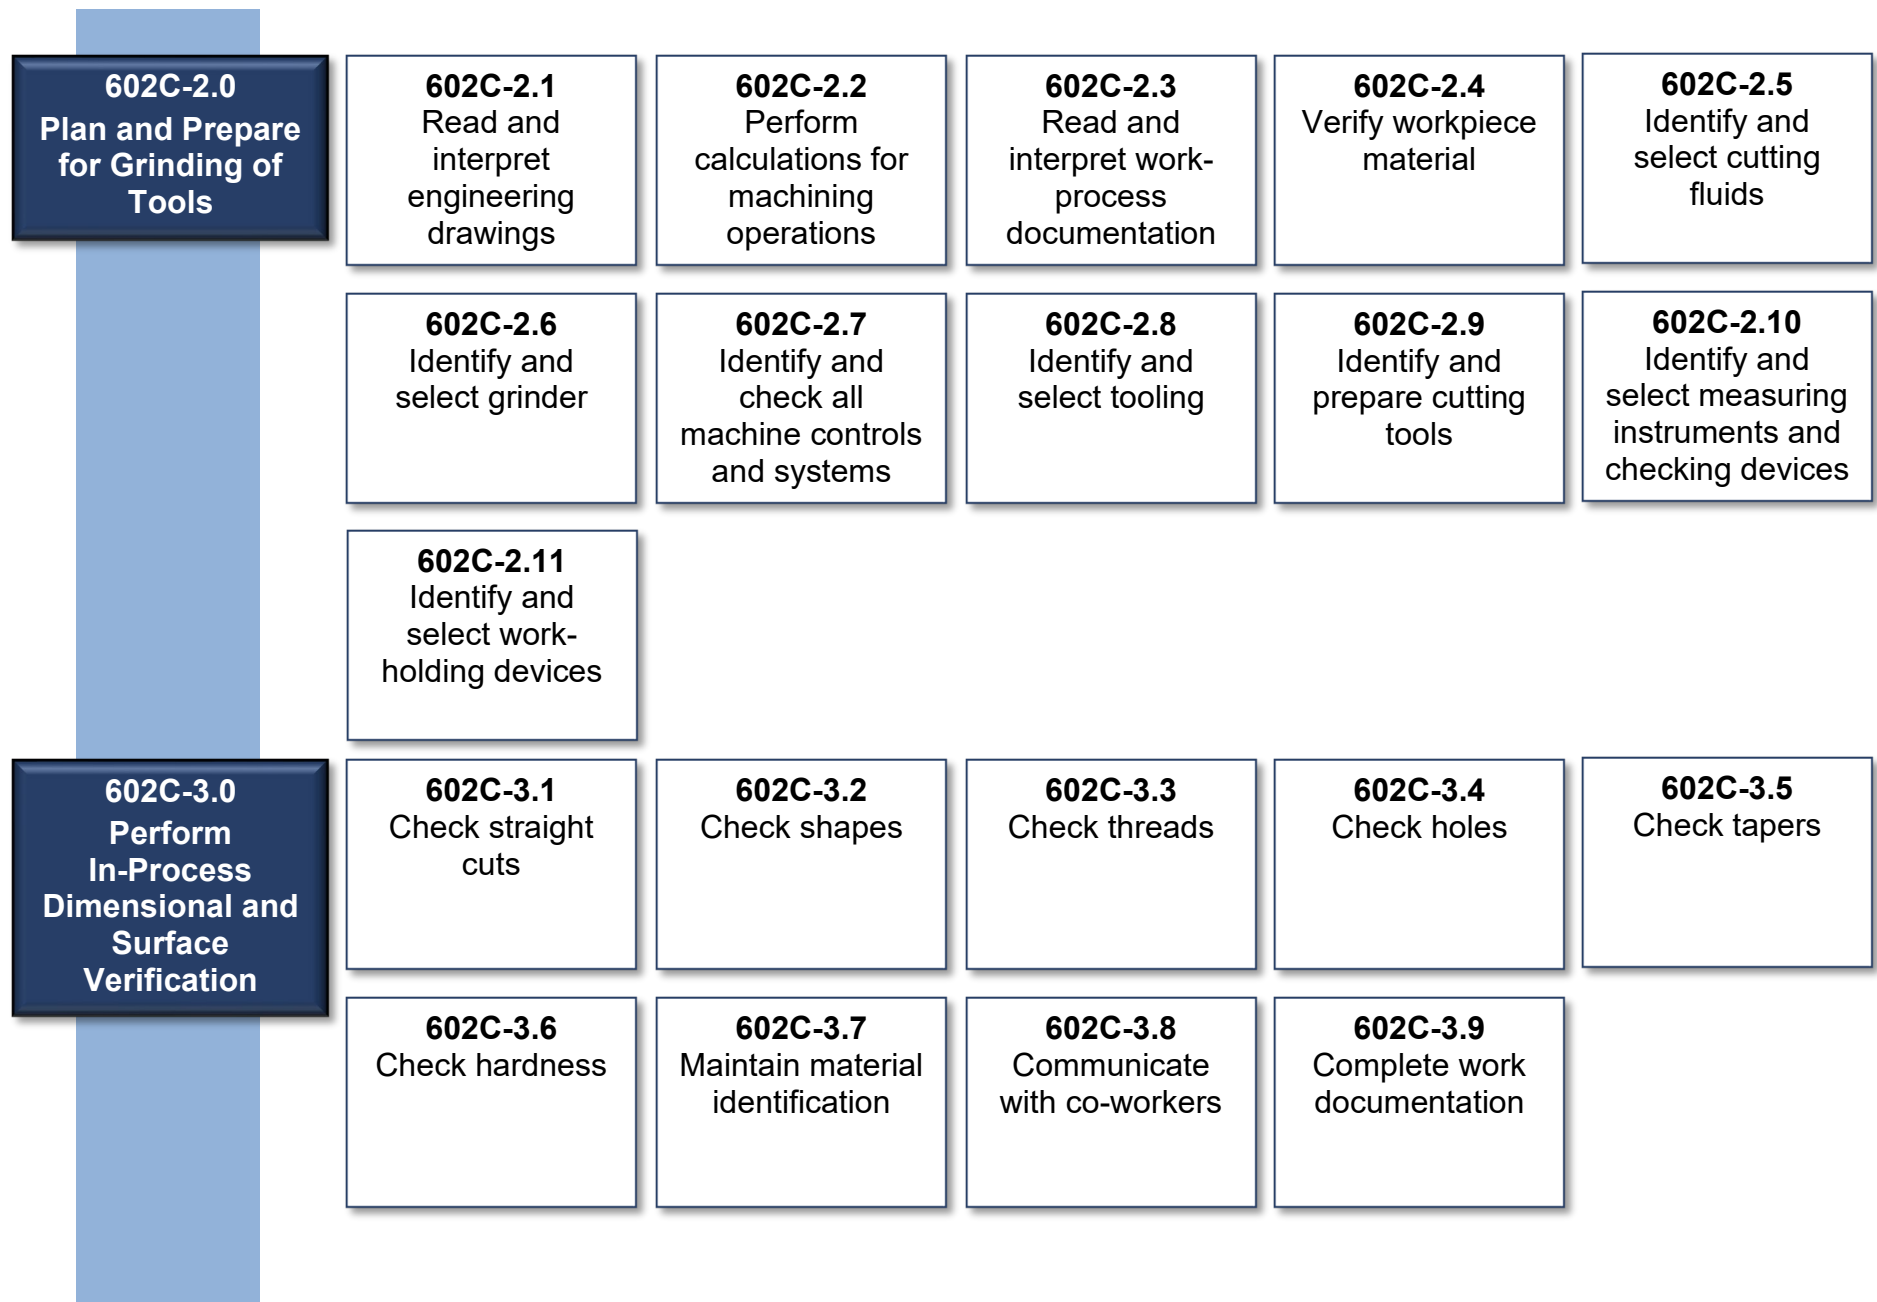 602C-2.0
Plan and Prepare
for Grinding of
Tools
602C-2.1
Read and
interpret
engineering
drawings
602C-2.2
Perform
calculations for
machining
operations
602C-2.3
Read and
interpret work-
process
documentation
602C-2.4
Verify workpiece
material
602C-2.5
Identify and
select cutting
fluids
602C-2.6
Identify and
select grinder
602C-2.7
Identify and
check all
machine controls
and systems
602C-2.8
Identify and
select tooling
602C-2.9
Identify and
prepare cutting
tools
602C-2.10
Identify and
select measuring
instruments and
checking devices
602C-2.11
Identify and
select work-
holding devices
602C-3.0
Perform
In-Process
Dimensional and
Surface
Verification
602C-3.1
Check straight
cuts
602C-3.2
Check shapes
602C-3.3
Check threads
602C-3.4
Check holes
602C-3.5
Check tapers
602C-3.6
Check hardness
602C-3.7
Maintain material
identification
602C-3.8
Communicate
with co-workers
602C-3.9
Complete work
documentation